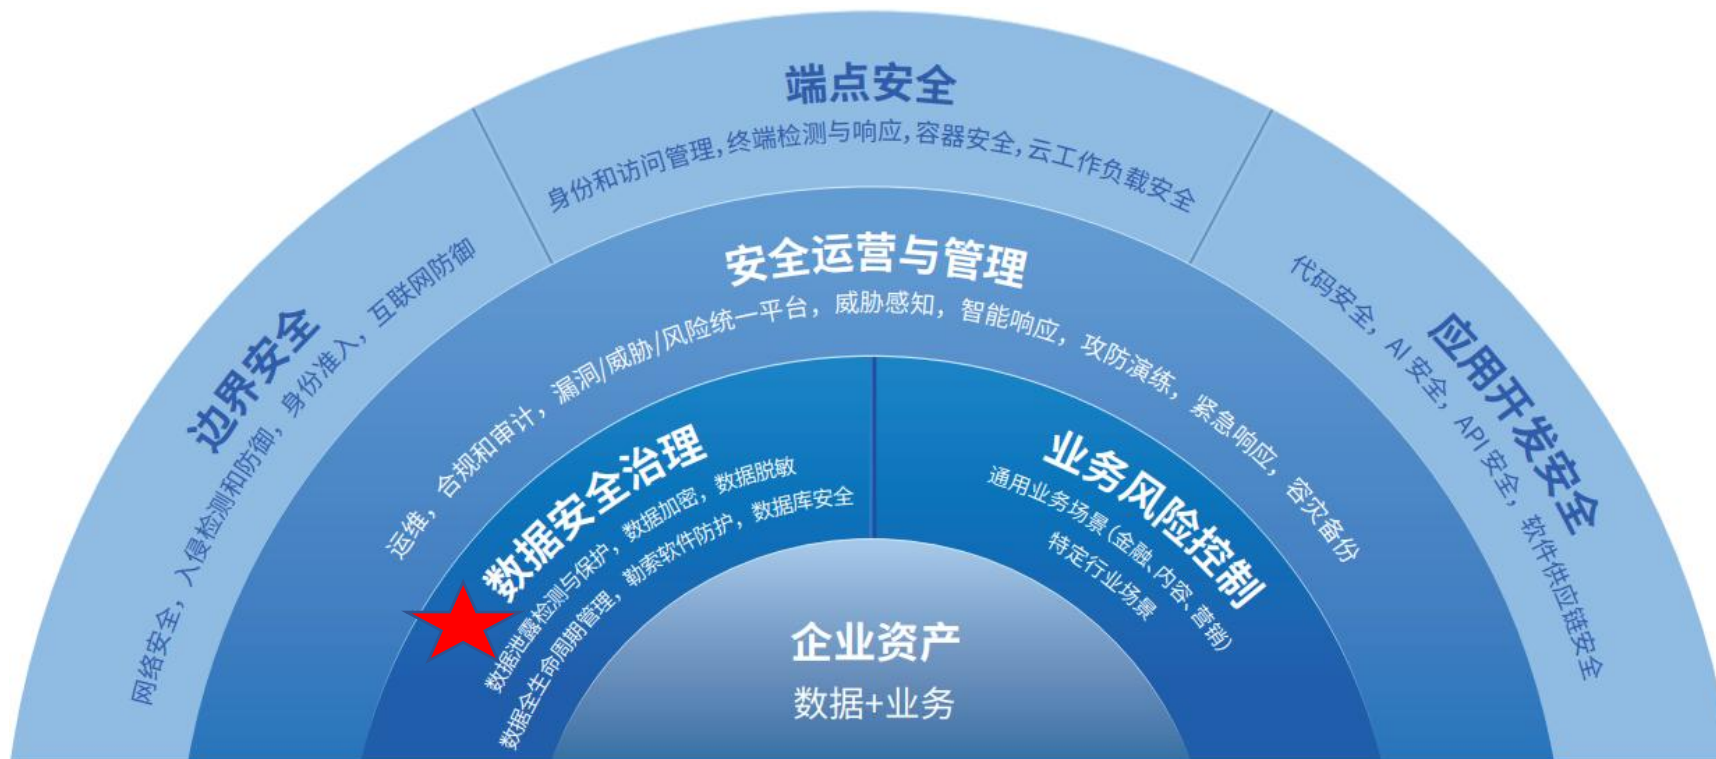 端点安全
身份和访问管理,终端检测与响应,容器安全,云工作负载安全
边界安全
网络安全，入侵检测和防御，身份准入，互联网防御
应用开发安全
代码安全，AI 安全，API 安全，软件供应链安全
安全运营与管理
运维，合规和审计，漏洞/威胁/风险统一平台，威胁感知，智能响应，攻防演练，紧急响应，容灾备份
数据安全治理
数据泄露检测与保护，数据加密，数据脱敏
数据全生命周期管理，勒索软件防护，数据库安全
业务风险控制
通用业务场景(金融、内容、营销)
特定行业场景
企业资产
数据+业务